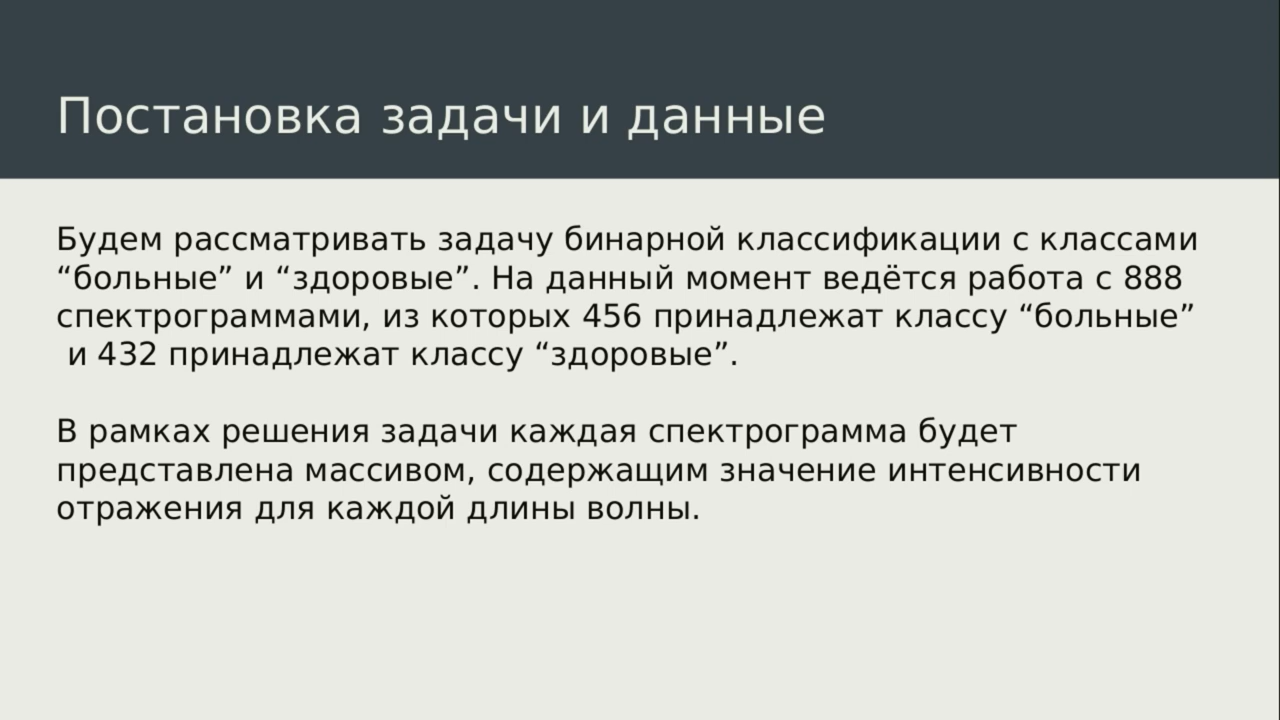 Постановка задачи и данные
Будем рассматривать задачу бинарной классификации с классами
“больные” и “здоровые”. На данный момент ведётся работа с 888
спектрограммами, из которых 456 принадлежат классу “больные”
и 432 принадлежат классу “здоровые”.
В рамках решения задачи каждая спектрограмма будет
представлена массивом, содержащим значение интенсивности
отражения для каждой длины волны.